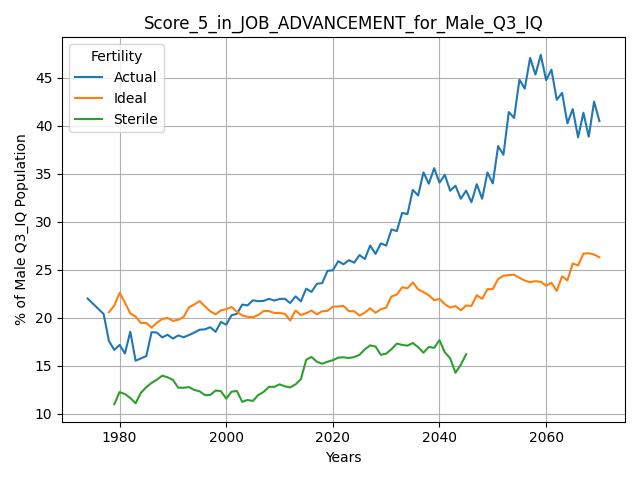 Score_5_in_JOB_ADVANCEMENT_for_Male_Q3_IQ
Fertility
Actual
Ideal
Sterile
% of Male Q3_IQ Population
45
40
35
30
25
20
15
10
1980 2000 2020 2040 2060
Years